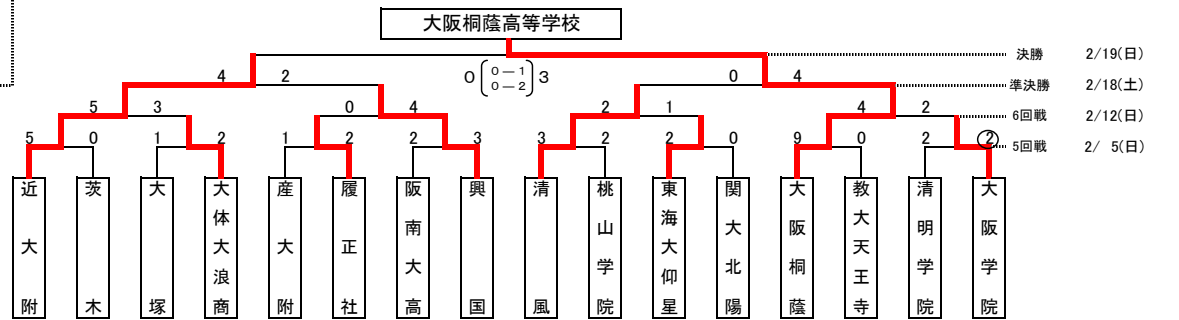 大阪桐蔭高等学校
決勝 2/19(日)
0 0－1 3
0－2
4 2 0 4 準決勝 2/18(土)
5 3 0 4 2 1 4 2 6回戦 2/12(日)
5 0 1 2 1 2 2 3 3 2 2 0 9 0 2 2 5回戦 2/ 5(日)
近大附
茨木
大塚
大体大浪商
産大附
履正社
阪南大高
興国
清風
桃山学院
東海大仰星
関大北陽
大阪桐蔭
教大天王寺
清明学院
大阪学院